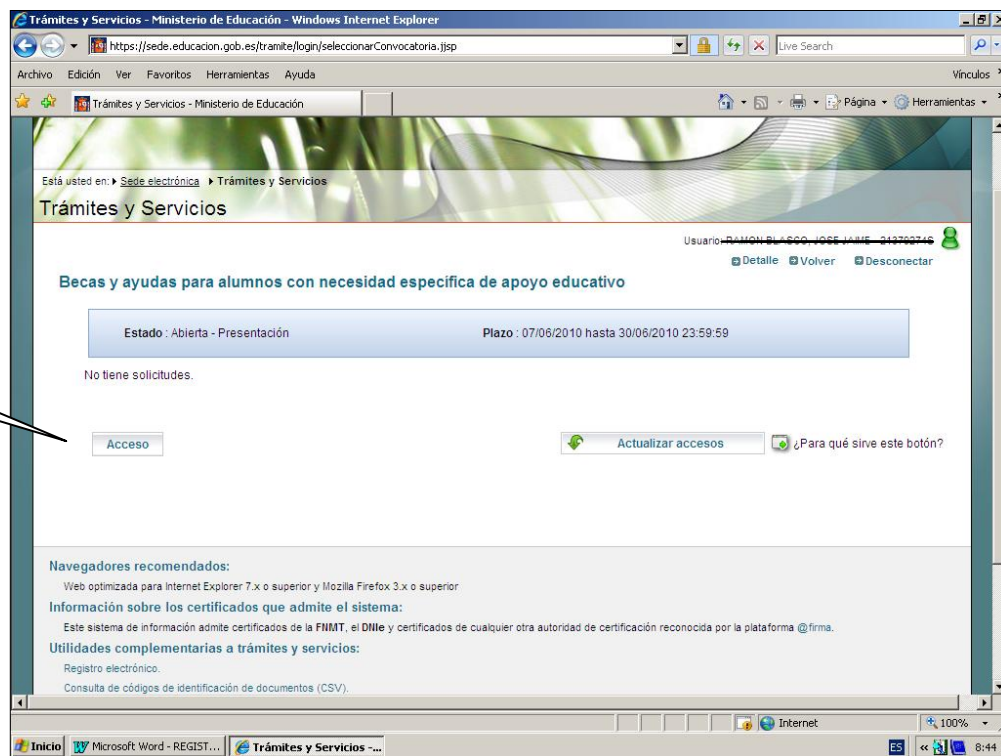 Trámites y Servicios - Ministerio de Educación - Windows Internet Explorer
https://sede.educacion.gob.es/tramite/login/seleccionarConvocatoria.jjsp
Live Search
Archivo Edición Ver Favoritos Herramientas Ayuda
Vínculos
Trámites y Servicios - Ministerio de Educación
Página Herramientas
Está usted en: Sede electrónica Trámites y Servicios
Trámites y Servicios
Usuario:
Detalle Volver Desconectar
Becas y ayudas para alumnos con necesidad específica de apoyo educativo
Estado : Abierta - Presentación Plazo : 07/06/2010 hasta 30/06/2010 23:59:59
No tiene solicitudes.
Acceso Actualizar accesos ¿Para qué sirve este botón?
Navegadores recomendados:
Web optimizada para Internet Explorer 7.x o superior y Mozilla Firefox 3.x o superior
Información sobre los certificados que admite el sistema:
Este sistema de información admite certificados de la FNMT, el DNIe y certificados de cualquier otra autoridad de certificación reconocida por la plataforma @firma.
Utilidades complementarias a trámites y servicios:
Registro electrónico.
Consulta de códigos de identificación de documentos (CSV).
Internet 100%
Inicio Microsoft Word - REGIST... Trámites y Servicios -... ES 8:44